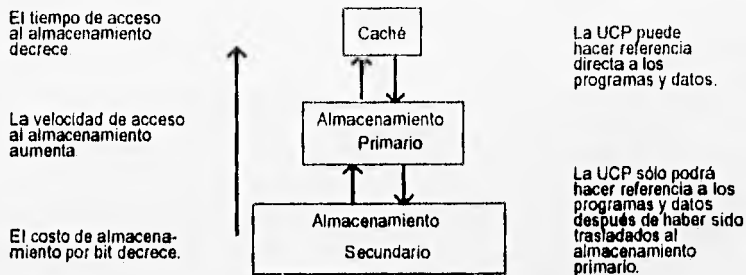 El tiempo de acceso
al almacenamiento
decrece.
La velocidad de acceso
al almacenamiento
aumenta
El costo de almacena-
miento por bit decrece.
Caché
Almacenamiento
Primario
Almacenamiento
Secundario
La UCP puede
hacer referencia
directa a los
programas y datos.
La UCP sólo podrá
hacer referencia a los
programas y datos
después de haber sido
trasladados al
almacenamiento
primario.